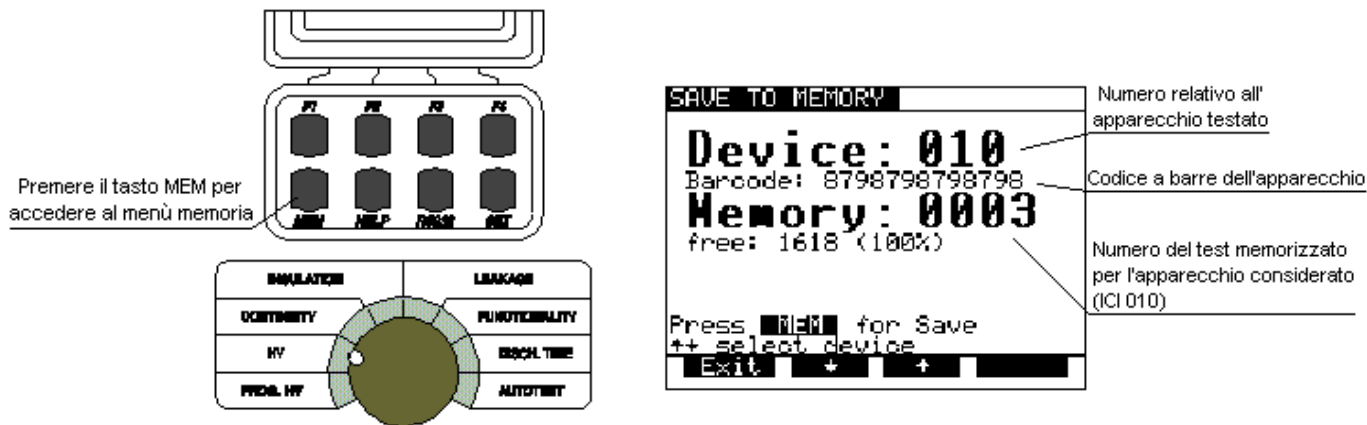 F1 F2 F3 F4
MEM HELP
Premere il tasto MEM per
accedere al menù memoria
INSULATION LEAKAGE
CONTINUITY FUNCTIONALITY
HV DISCH. TIME
PROG. HV AUTOTEST
SAVE TO MEMORY
Device: 010
Barcode: 8798798798798
Memory: 0003
free: 1618 (100%)
Press MEM for Save
↑↓ select device
Exit ↓ ↑
Numero relativo all'
apparecchio testato
Codice a barre dell'apparecchio
Numero del test memorizzato
per l'apparecchio considerato
(ICI 010)